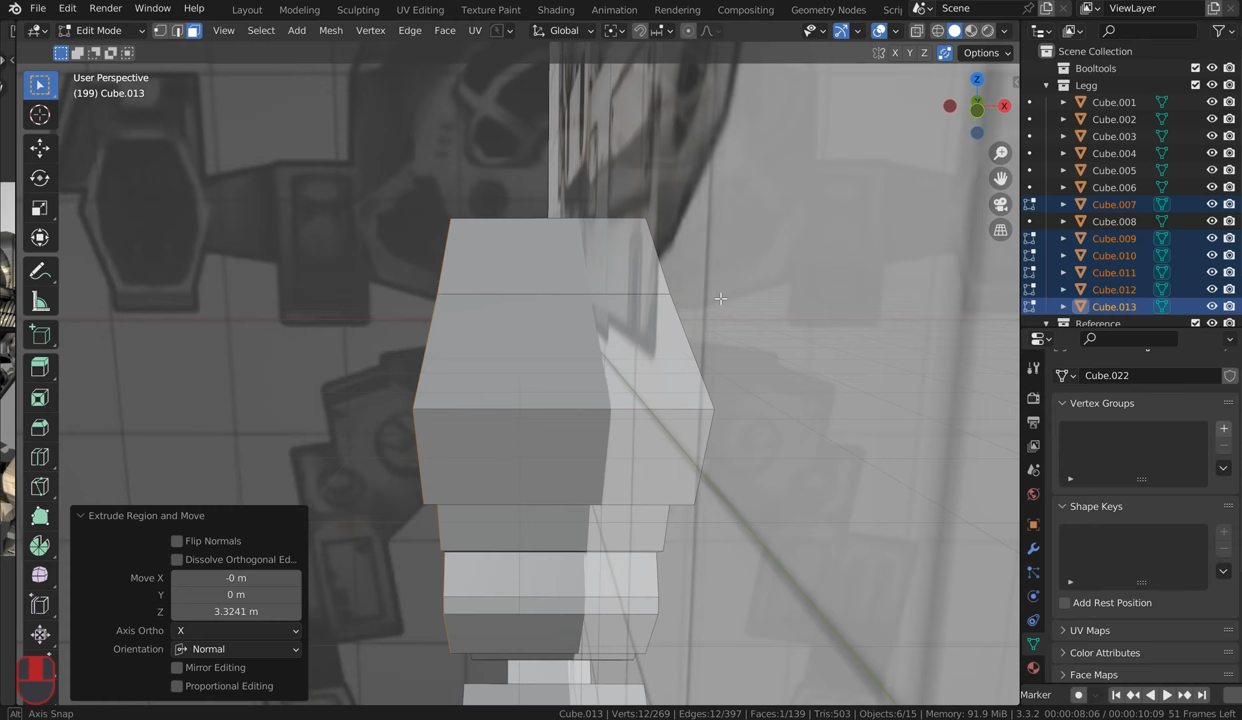 File Edit Render Window Help
Layout Modeling Sculpting UV Editing Texture Paint Shading Animation Rendering Compositing Geometry Nodes Scri
Scene
ViewLayer
Edit Mode
View Select Add Mesh Vertex Edge Face UV
Global
X Y Z
Options
User Perspective
(199) Cube.013
Z
Y
X
Scene Collection
Booltools
Legg
Cube.001
Cube.002
Cube.003
Cube.004
Cube.005
Cube.006
Cube.007
Cube.008
Cube.009
Cube.010
Cube.011
Cube.012
Cube.013
Reference
Cube.022
Vertex Groups
Shape Keys
Add Rest Position
UV Maps
Color Attributes
Face Maps
Marker
Extrude Region and Move
Flip Normals
Dissolve Orthogonal Ed...
Move X -0 m
Y 0 m
Z 3.3241 m
Axis Ortho X
Orientation Normal
Mirror Editing
Proportional Editing
Alt Axis Snap
Cube.013 | Verts:12/269 | Edges:12/397 | Faces:1/139 | Tris:503 | Objects:6/15 | Memory: 91.9 MiB | 3.3.2 00:00:08:06 / 00:00:10:09 51 Frames Left